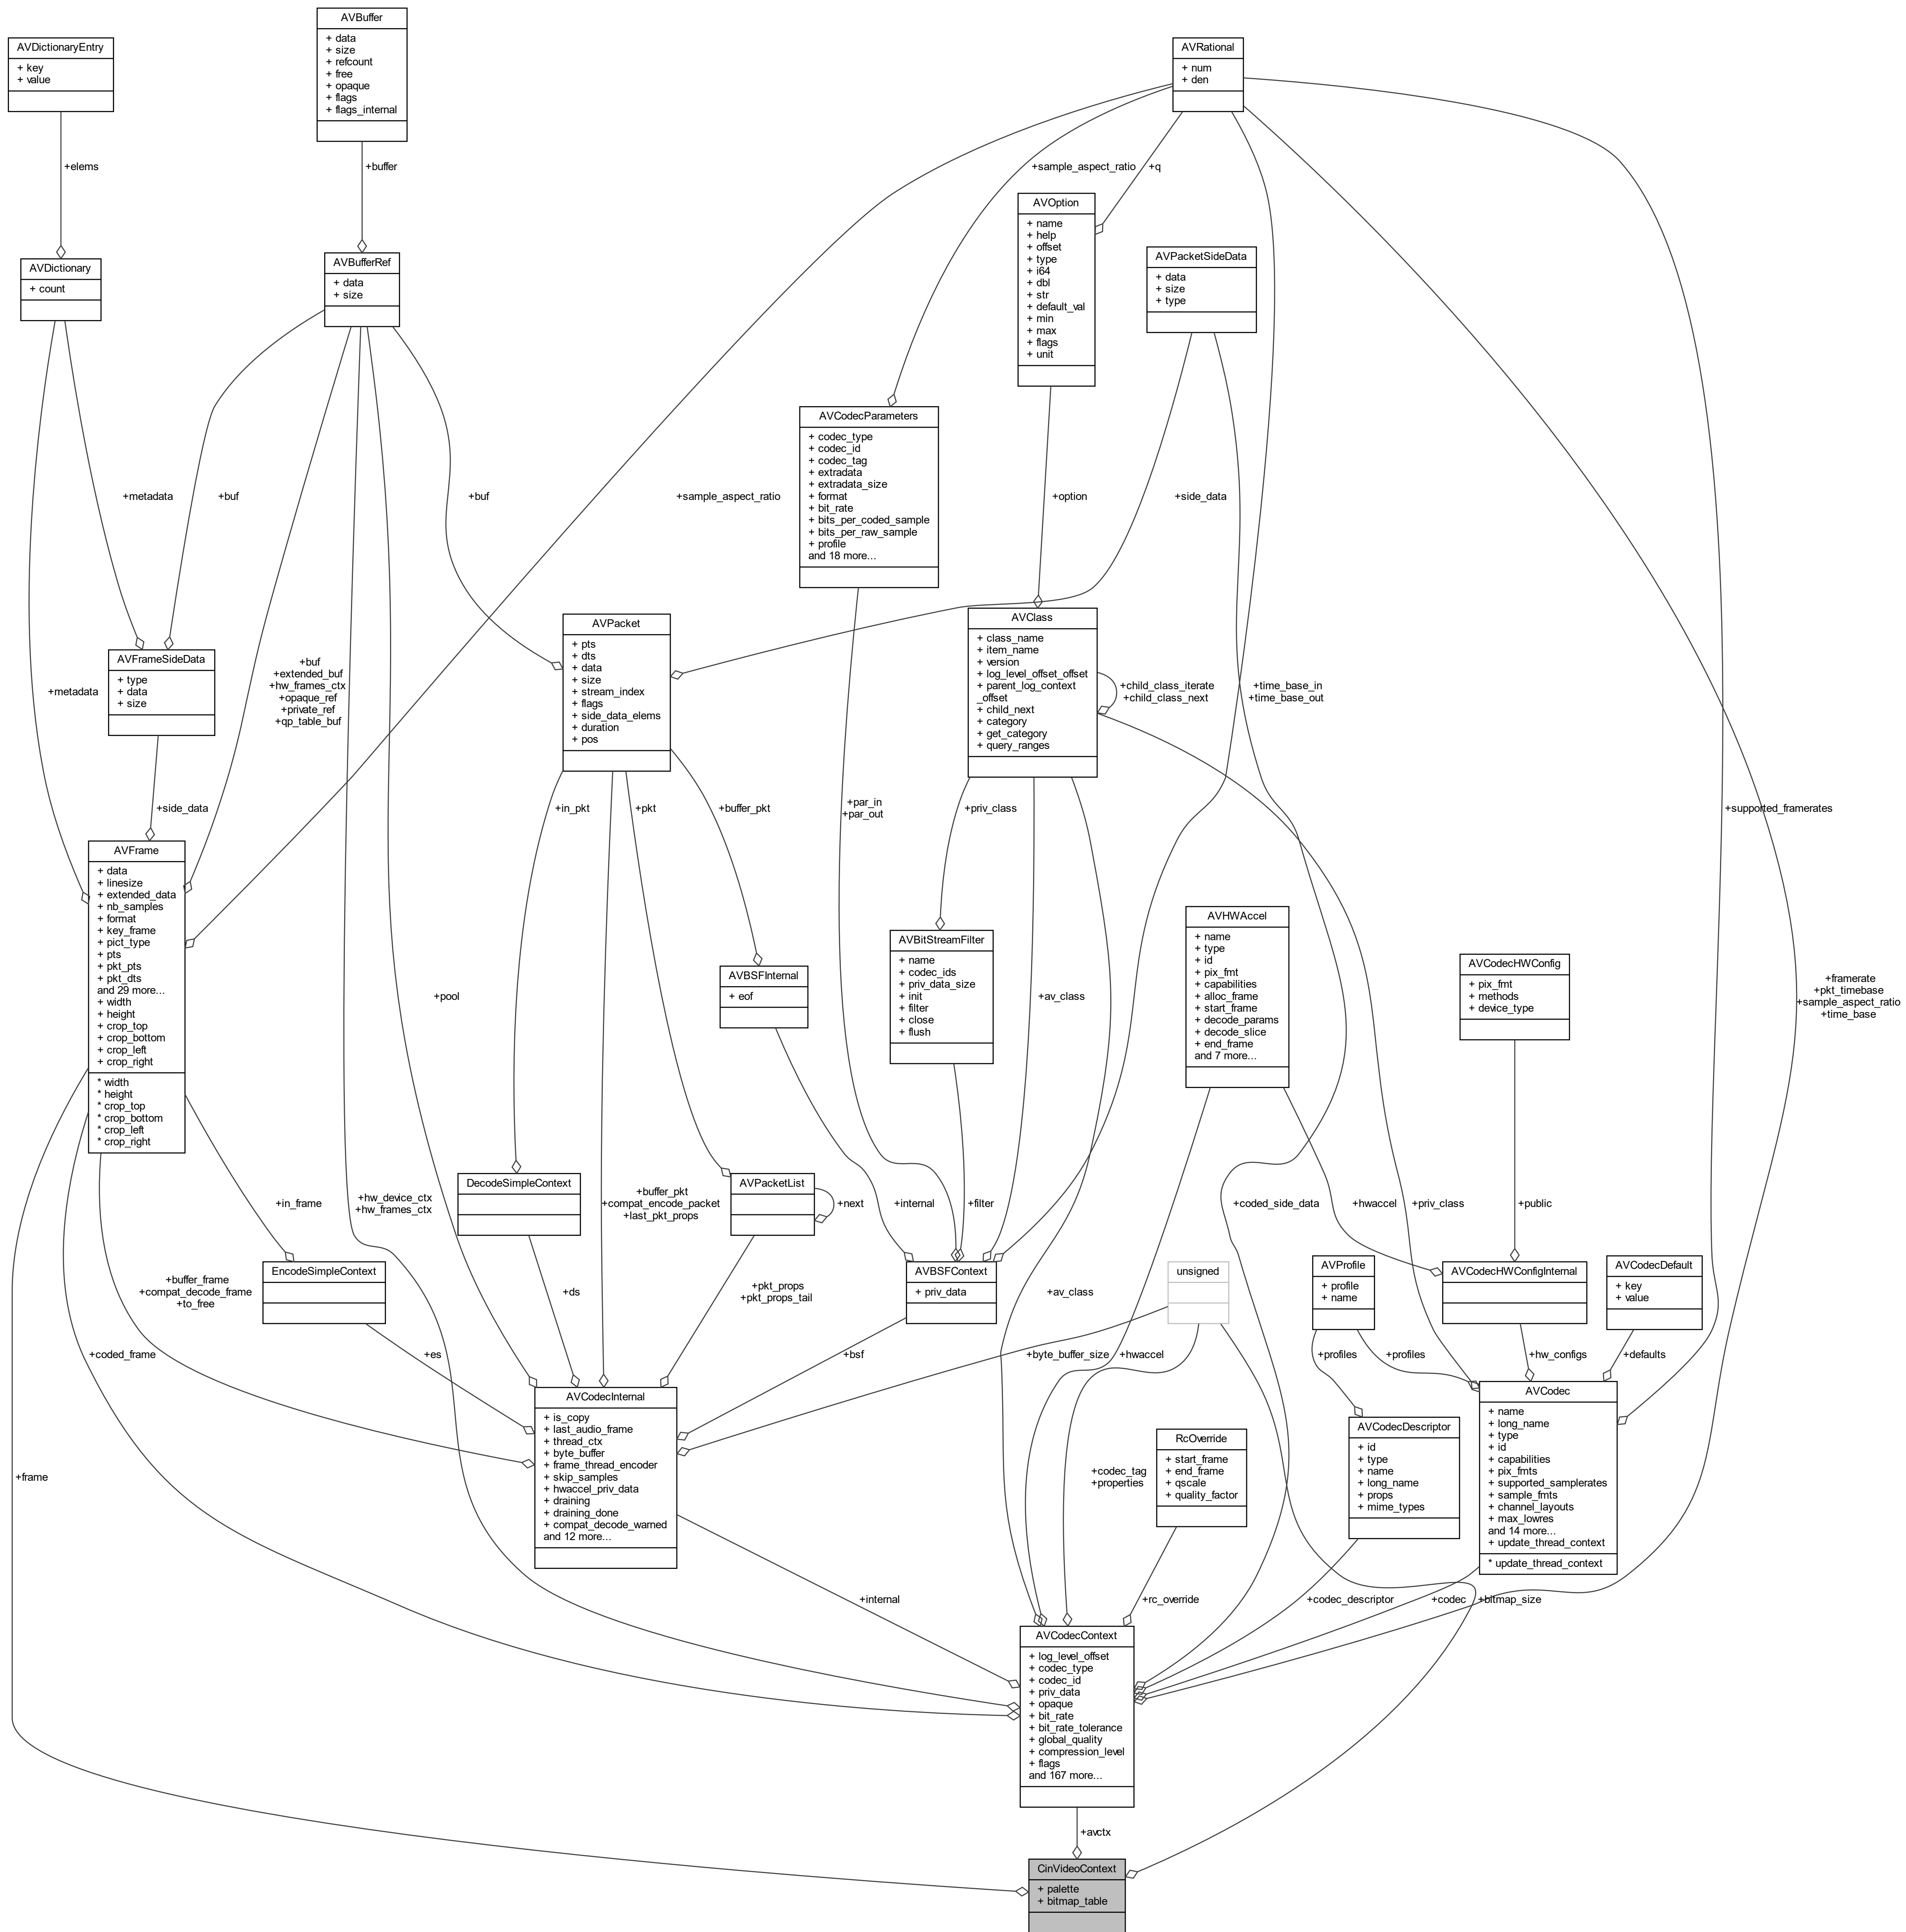 AVBuffer
+ data
+ size
+ refcount
+ free
+ opaque
+ flags
+ flags_internal
AVDictionaryEntry
+ key
+ value
AVRational
+ num
+ den
+elems
+buffer
+sample_aspect_ratio
+q
AVOption
+ name
+ help
+ offset
+ type
+ i64
+ dbl
+ str
+ default_val
+ min
+ max
+ flags
+ unit
AVPacketSideData
+ data
+ size
+ type
AVDictionary
+ count
AVBufferRef
+ data
+ size
AVCodecParameters
+ codec_type
+ codec_id
+ codec_tag
+ extradata
+ extradata_size
+ format
+ bit_rate
+ bits_per_coded_sample
+ bits_per_raw_sample
+ profile
and 18 more...
+metadata
+buf
+buf
+sample_aspect_ratio
+option
+side_data
AVPacket
+ pts
+ dts
+ data
+ size
+ stream_index
+ flags
+ side_data_elems
+ duration
+ pos
AVClass
+ class_name
+ item_name
+ version
+ log_level_offset_offset
+ parent_log_context
_offset
+ child_next
+ category
+ get_category
+ query_ranges
+child_class_iterate
+child_class_next
+time_base_in
+time_base_out
AVFrameSideData
+ type
+ data
+ size
+metadata
+buf
+extended_buf
+hw_frames_ctx
+opaque_ref
+private_ref
+qp_table_buf
+side_data
+in_pkt
+pkt
+buffer_pkt
+par_in
+par_out
+priv_class
+supported_framerates
AVFrame
+ data
+ linesize
+ extended_data
+ nb_samples
+ format
+ key_frame
+ pict_type
+ pts
+ pkt_pts
+ pkt_dts
and 29 more...
+ width
+ height
+ crop_top
+ crop_bottom
+ crop_left
+ crop_right
* width
* height
* crop_top
* crop_bottom
* crop_left
* crop_right
+pool
AVBSFInternal
+ eof
AVBitStreamFilter
+ name
+ codec_ids
+ priv_data_size
+ init
+ filter
+ close
+ flush
+av_class
AVHWAccel
+ name
+ type
+ id
+ pix_fmt
+ capabilities
+ alloc_frame
+ start_frame
+ decode_params
+ decode_slice
+ end_frame
and 7 more...
AVCodecHWConfig
+ pix_fmt
+ methods
+ device_type
+framerate
+pkt_timebase
+sample_aspect_ratio
+time_base
+in_frame
+hw_device_ctx
+hw_frames_ctx
DecodeSimpleContext
+buffer_pkt
+compat_encode_packet
+last_pkt_props
AVPacketList
+next
+internal
+filter
+coded_side_data
+hwaccel
+priv_class
+public
+buffer_frame
+compat_decode_frame
+to_free
EncodeSimpleContext
+ds
+pkt_props
+pkt_props_tail
AVBSFContext
+ priv_data
+av_class
unsigned
AVProfile
+ profile
+ name
AVCodecHWConfigInternal
AVCodecDefault
+ key
+ value
+coded_frame
+es
+bsf
+byte_buffer_size
+hwaccel
+profiles
+profiles
+hw_configs
+defaults
+frame
AVCodecInternal
+ is_copy
+ last_audio_frame
+ thread_ctx
+ byte_buffer
+ frame_thread_encoder
+ skip_samples
+ hwaccel_priv_data
+ draining
+ draining_done
+ compat_decode_warned
and 12 more...
+codec_tag
+properties
RcOverride
+ start_frame
+ end_frame
+ qscale
+ quality_factor
AVCodecDescriptor
+ id
+ type
+ name
+ long_name
+ props
+ mime_types
AVCodec
+ name
+ long_name
+ type
+ id
+ capabilities
+ pix_fmts
+ supported_samplerates
+ sample_fmts
+ channel_layouts
+ max_lowres
and 14 more...
+ update_thread_context
* update_thread_context
+internal
+rc_override
+codec_descriptor
+codec
+bitmap_size
AVCodecContext
+ log_level_offset
+ codec_type
+ codec_id
+ priv_data
+ opaque
+ bit_rate
+ bit_rate_tolerance
+ global_quality
+ compression_level
+ flags
and 167 more...
+avctx
CinVideoContext
+ palette
+ bitmap_table